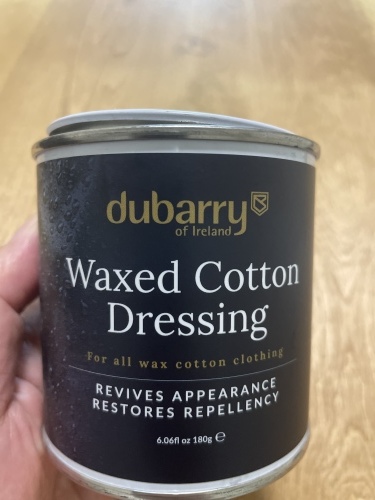 dubarry
of Ireland
Waxed Cotton
Dressing
For all wax cotton clothing
REVIVES APPEARANCE
RESTORES REPELLENCY
6.06fl oz 180g ℮